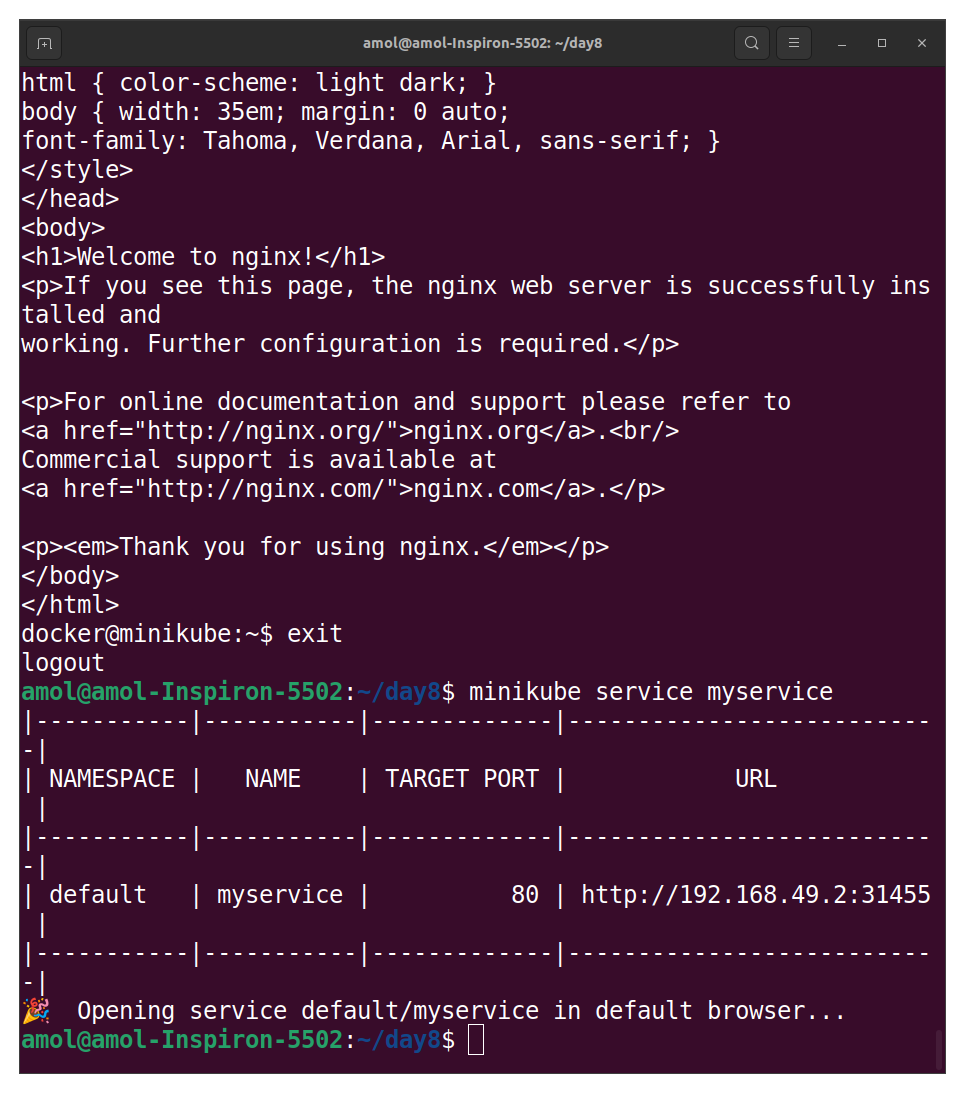 amol@amol-Inspiron-5502: ~/day8
html { color-scheme: light dark; }
body { width: 35em; margin: 0 auto;
font-family: Tahoma, Verdana, Arial, sans-serif; }
</style>
</head>
<body>
<h1>Welcome to nginx!</h1>
<p>If you see this page, the nginx web server is successfully ins
talled and
working. Further configuration is required.</p>

<p>For online documentation and support please refer to
<a href="http://nginx.org/">nginx.org</a>.<br/>
Commercial support is available at
<a href="http://nginx.com/">nginx.com</a>.</p>

<p><em>Thank you for using nginx.</em></p>
</body>
</html>
docker@minikube:~$ exit
logout
amol@amol-Inspiron-5502:~/day8$ minikube service myservice
|-----------|-----------|-------------|--------------------------
-|
| NAMESPACE |   NAME    | TARGET PORT |            URL
 |
|-----------|-----------|-------------|--------------------------
-|
| default   | myservice |          80 | http://192.168.49.2:31455
 |
|-----------|-----------|-------------|--------------------------
-|
🎉  Opening service default/myservice in default browser...
amol@amol-Inspiron-5502:~/day8$